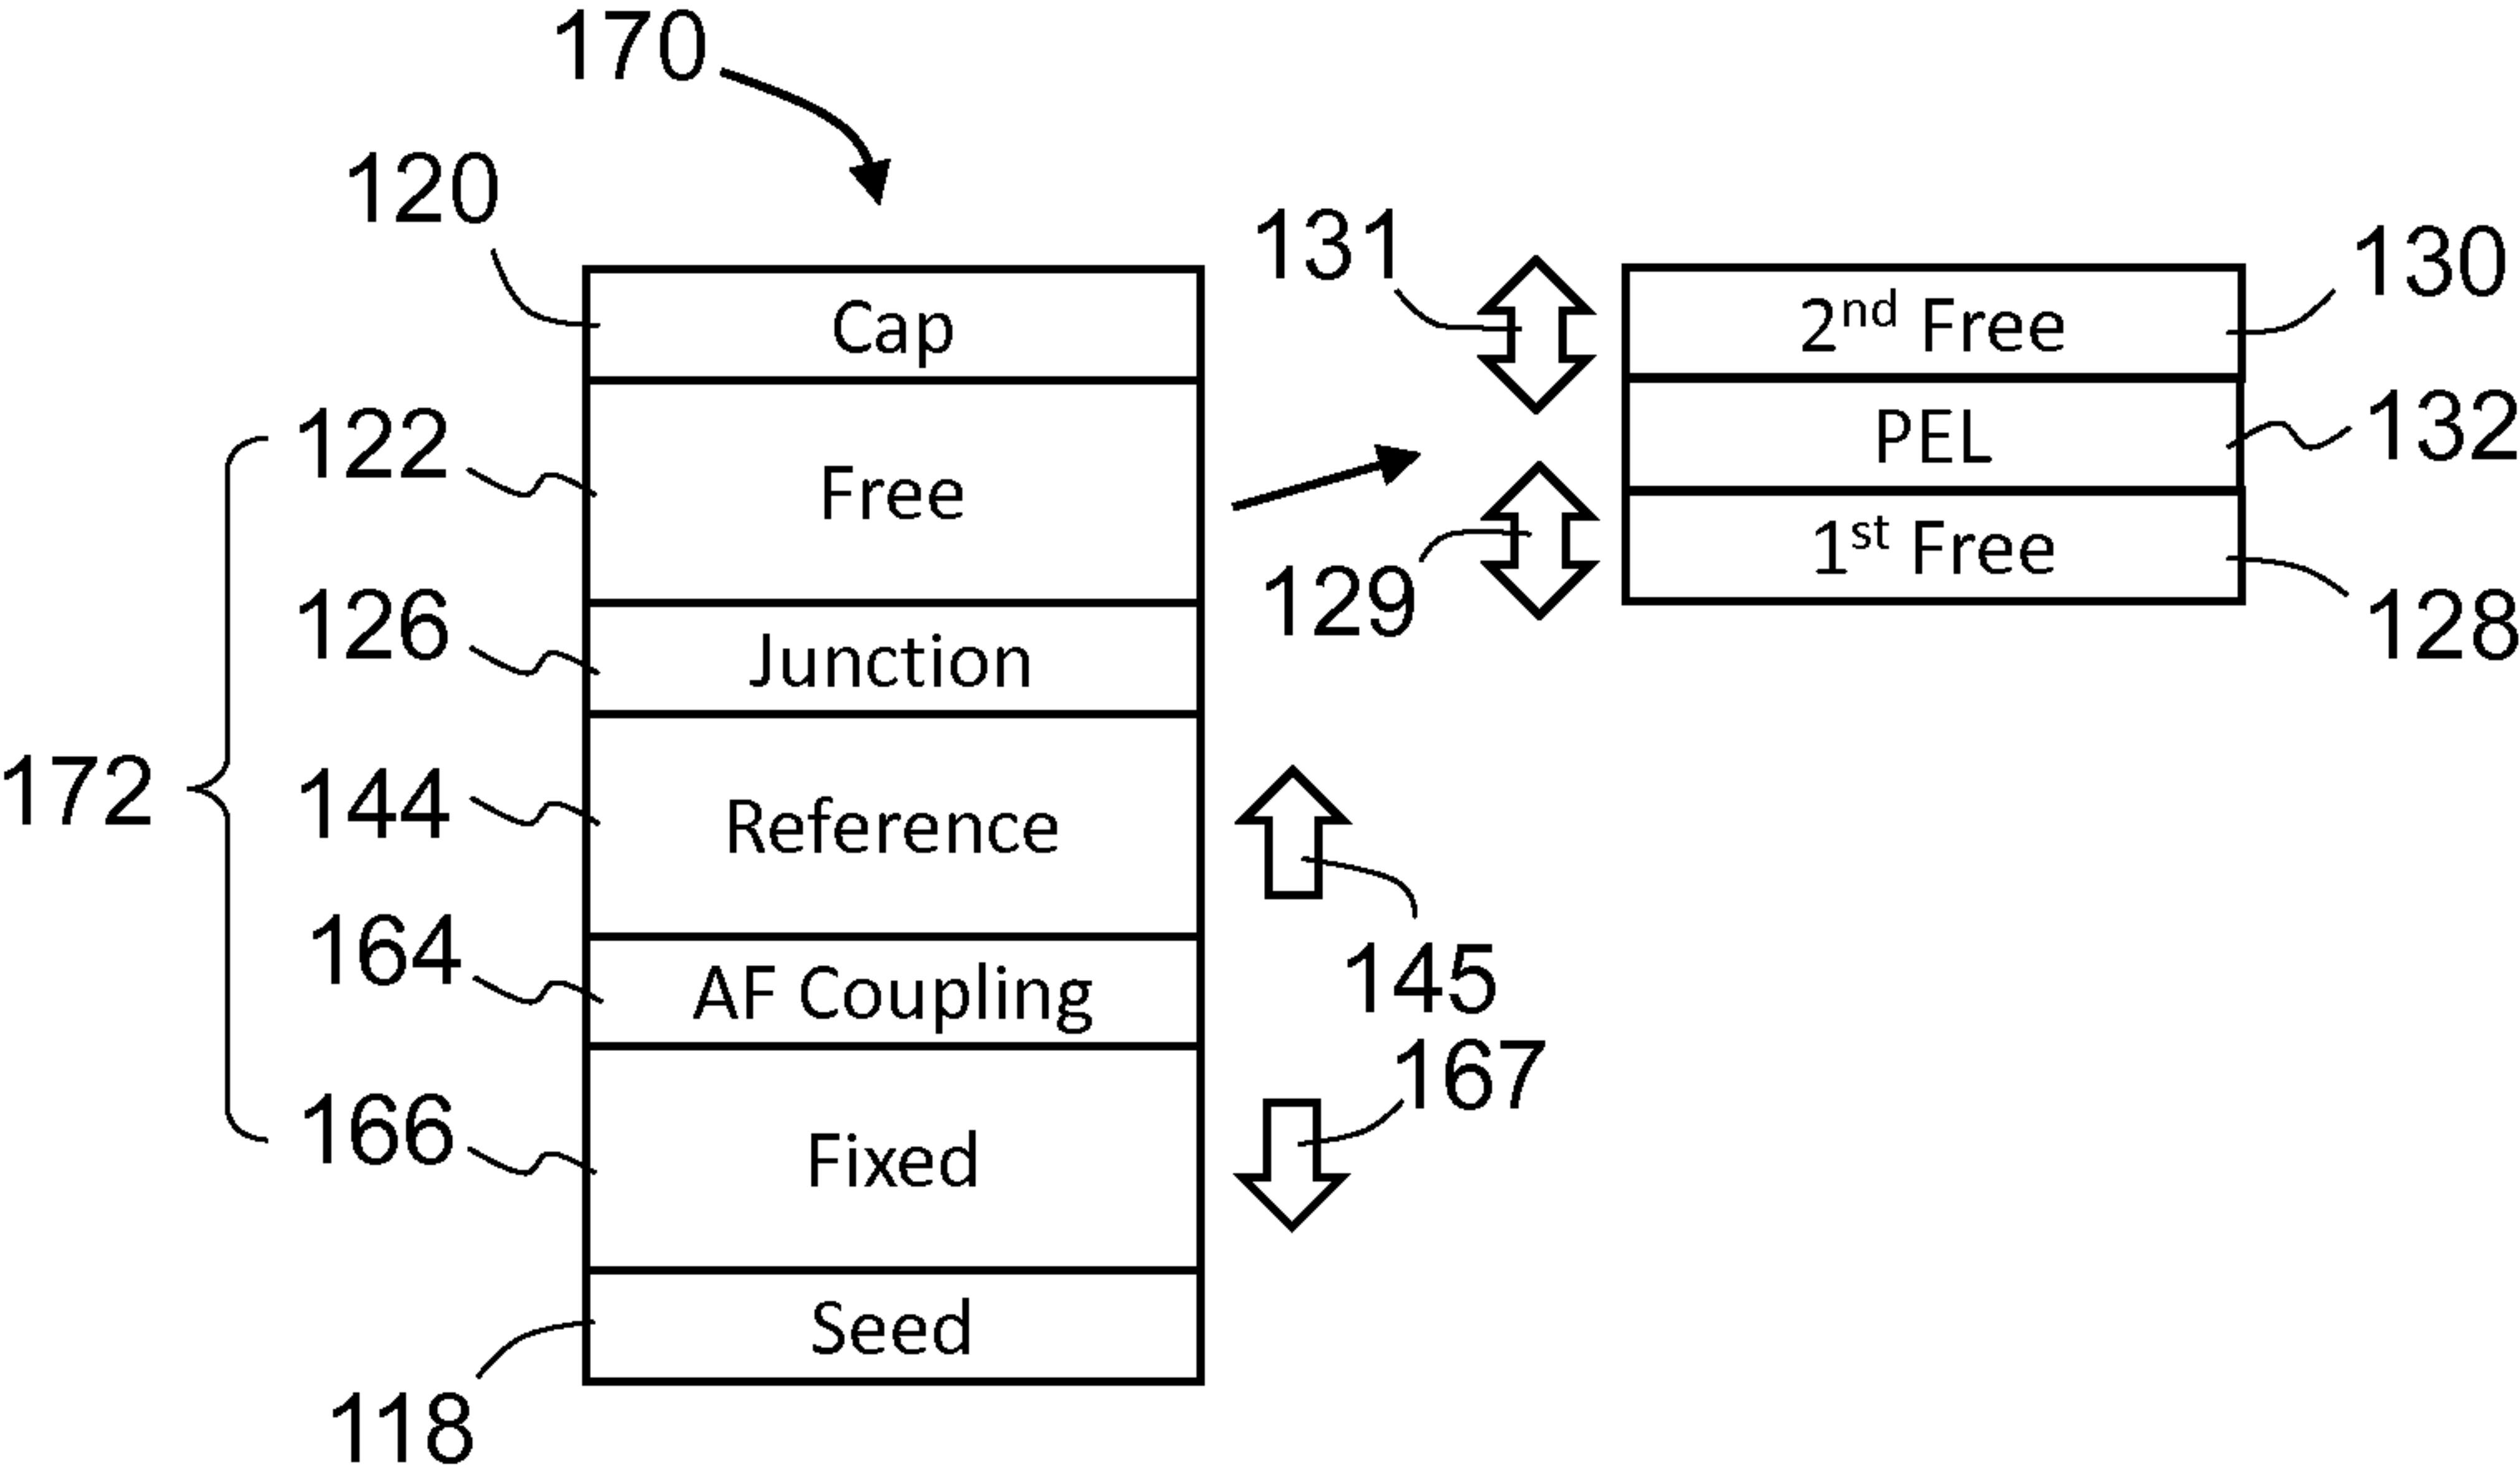 170
120
131
130
Cap
2nd Free
122
PEL
132
Free
1st Free
129
128
126
Junction
172
144
Reference
145
164
AF Coupling
167
166
Fixed
Seed
118